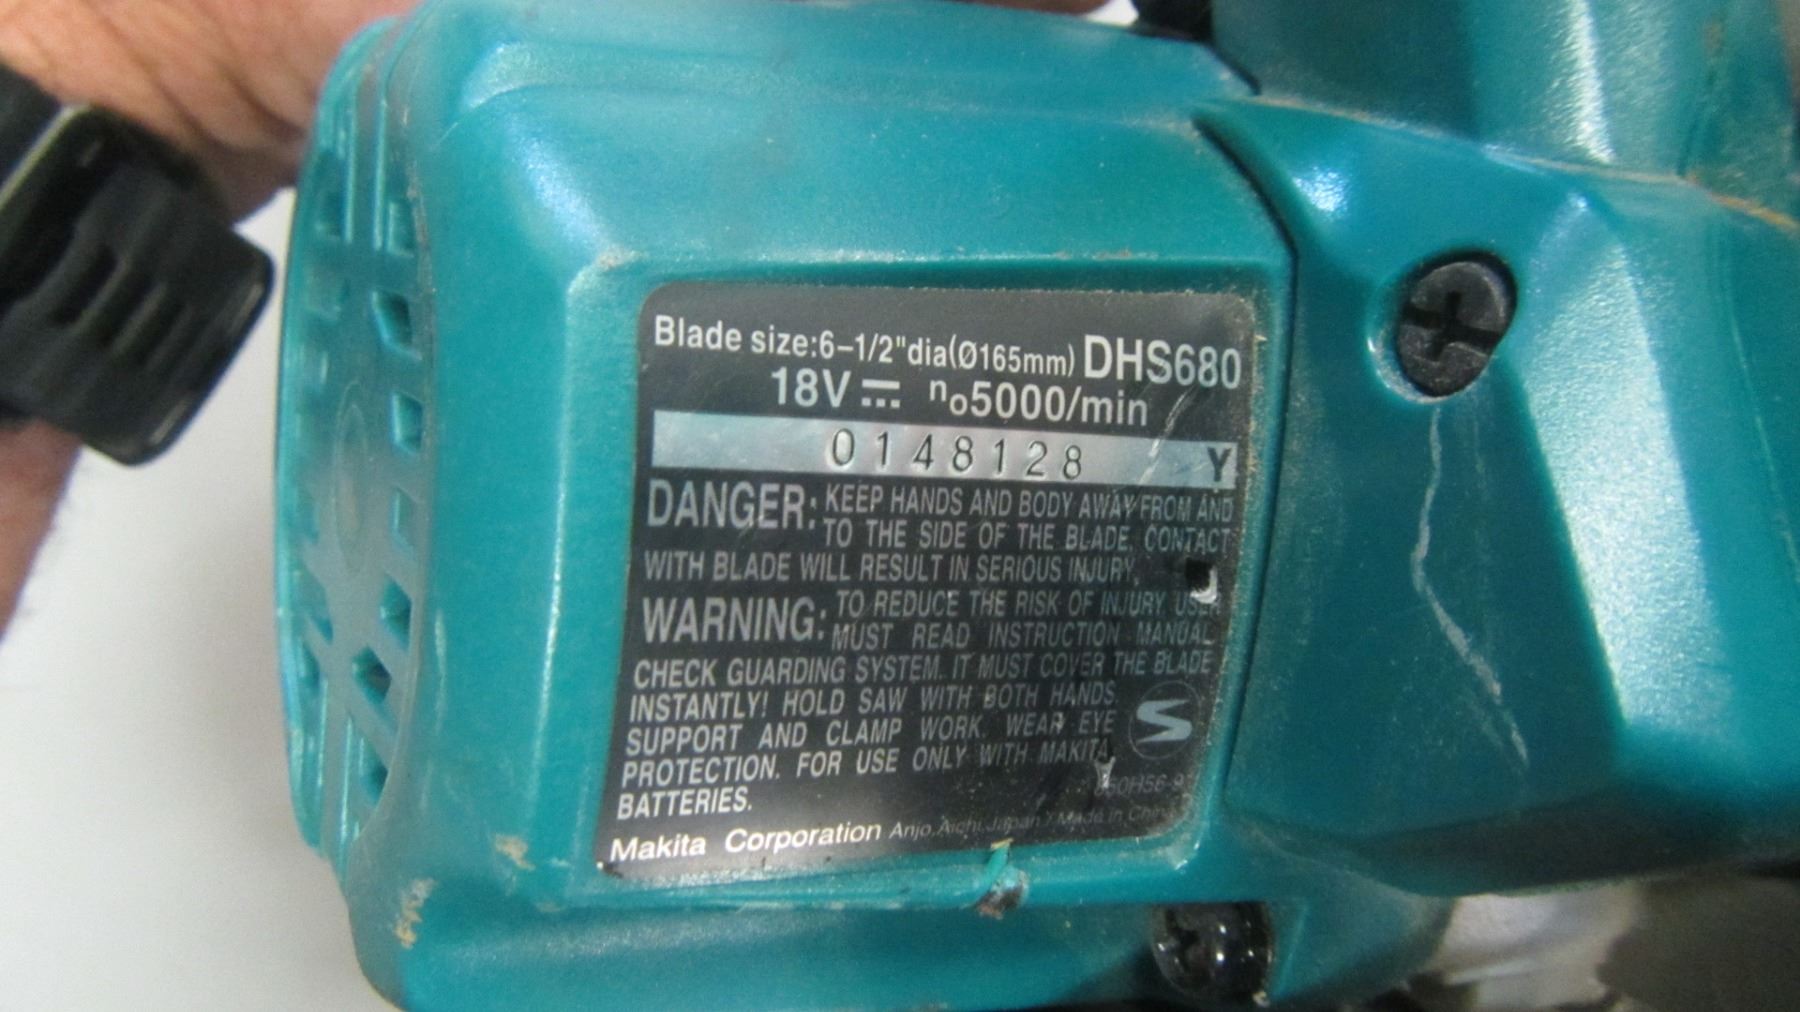 Blade size:6–1/2"dia(Ø165mm) DHS680
18V ⎓ no5000/min
0148128 Y
DANGER: KEEP HANDS AND BODY AWAY FROM AND
TO THE SIDE OF THE BLADE. CONTACT
WITH BLADE WILL RESULT IN SERIOUS INJURY.
WARNING: TO REDUCE THE RISK OF INJURY. USER
MUST READ INSTRUCTION MANUAL
CHECK GUARDING SYSTEM. IT MUST COVER THE BLADE
INSTANTLY! HOLD SAW WITH BOTH HANDS
SUPPORT AND CLAMP WORK. WEAR EYE
PROTECTION. FOR USE ONLY WITH MAKITA
BATTERIES.
Makita Corporation Anjo, Aichi, Japan / Made in China